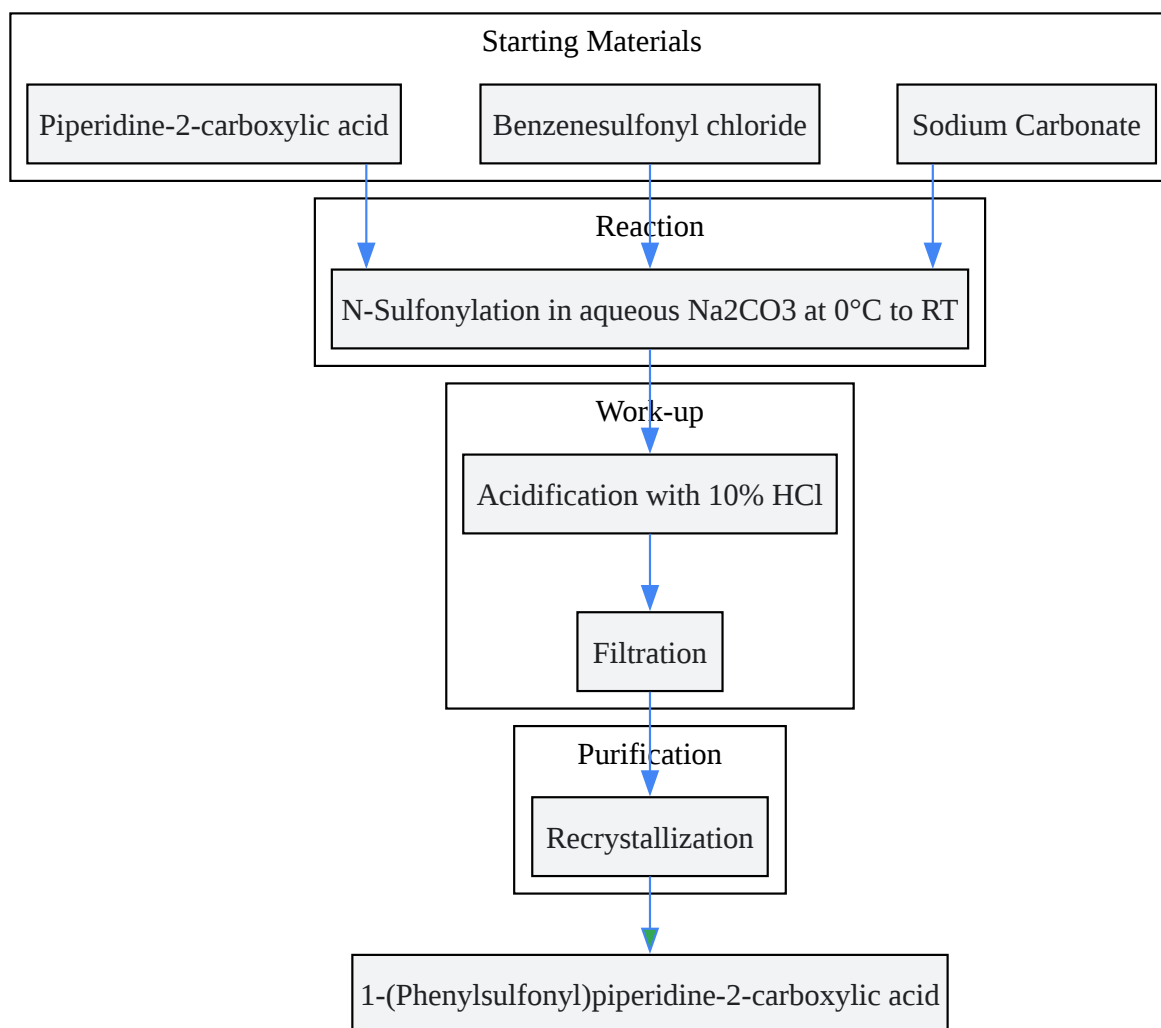 Starting Materials
Piperidine-2-carboxylic acid
Benzenesulfonyl chloride
Sodium Carbonate
Reaction
N-Sulfonylation in aqueous Na2CO3 at 0°C to RT
Work-up
Acidification with 10% HCl
Filtration
Purification
Recrystallization
1-(Phenylsulfonyl)piperidine-2-carboxylic acid